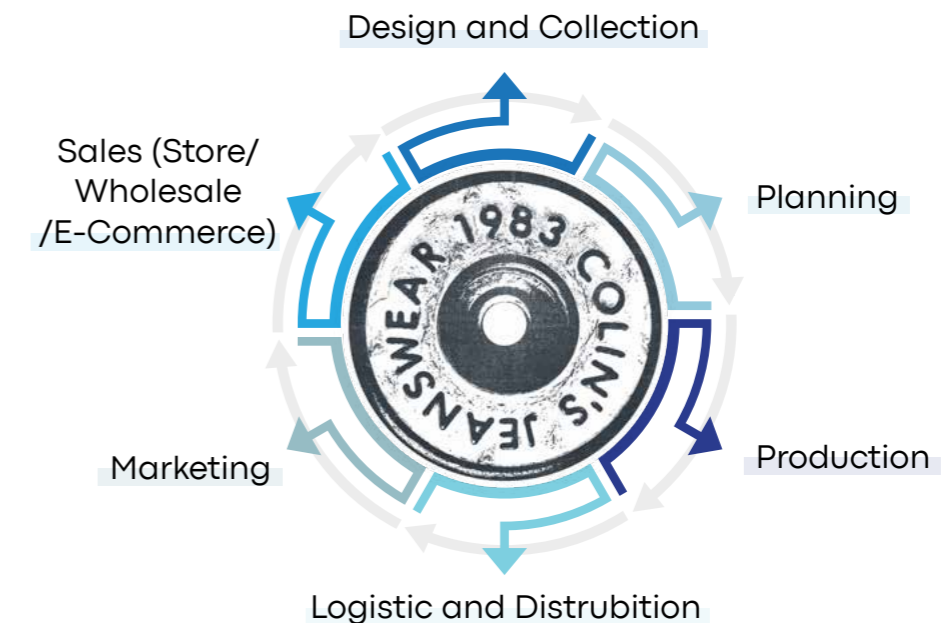 Design and Collection
Planning
Production
Logistic and Distrubition
Marketing
Sales (Store/
Wholesale
/E-Commerce)
1983 COLIN'S JEANSWEAR